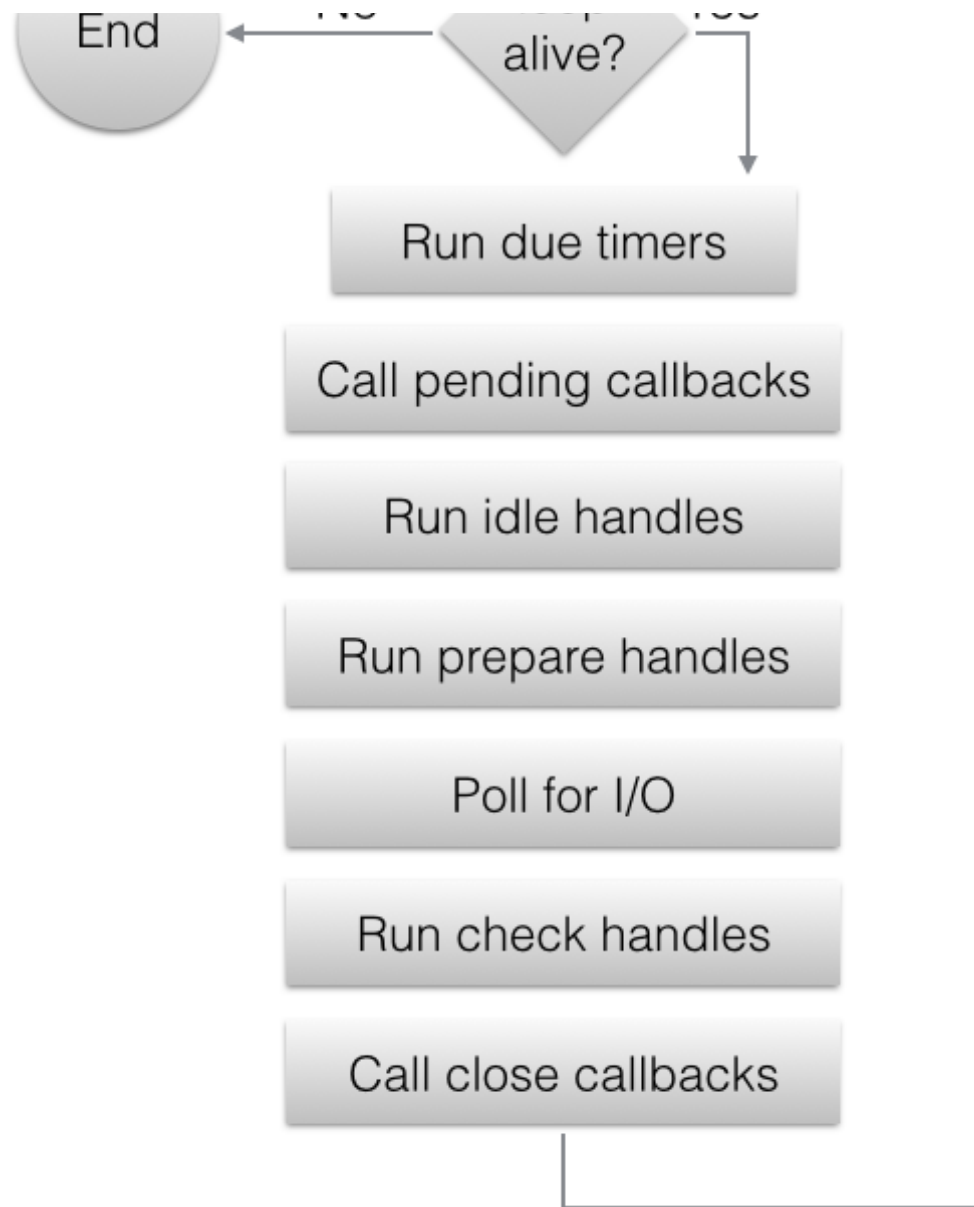 End
alive?
Run due timers
Call pending callbacks
Run idle handles
Run prepare handles
Poll for I/O
Run check handles
Call close callbacks